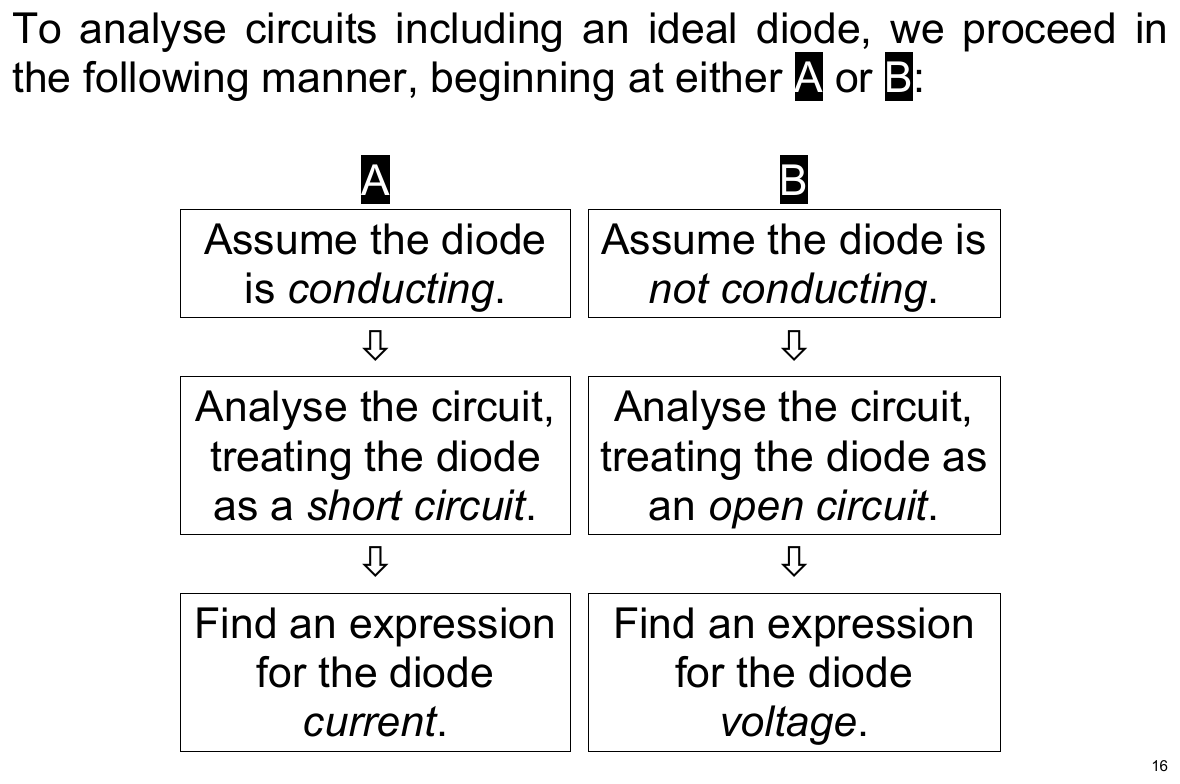 To analyse circuits including an ideal diode, we proceed in
the following manner, beginning at either A or B:
A
Assume the diode
is conducting.
⇩
Analyse the circuit,
treating the diode
as a short circuit.
⇩
Find an expression
for the diode
current.
B
Assume the diode is
not conducting.
⇩
Analyse the circuit,
treating the diode as
an open circuit.
⇩
Find an expression
for the diode
voltage.
16